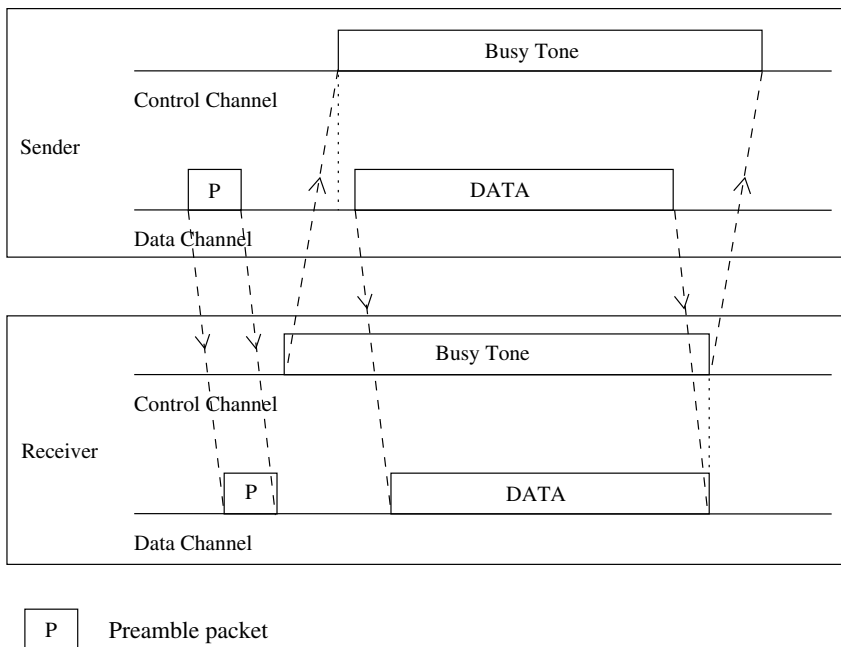 Busy Tone
Control Channel
Sender
P
DATA
Data Channel
Busy Tone
Control Channel
Receiver
P
DATA
Data Channel
P Preamble packet